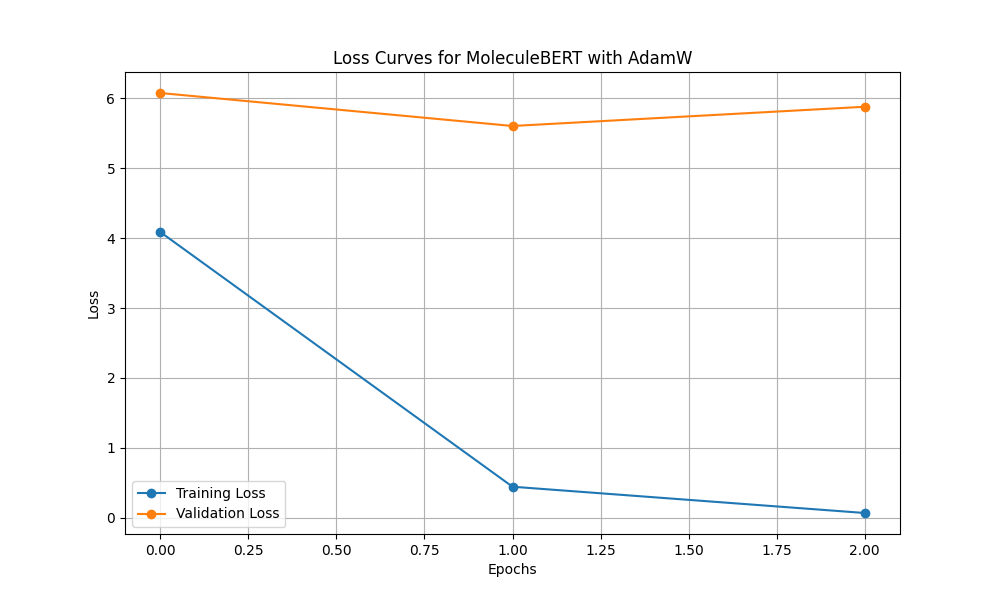 Loss Curves for MoleculeBERT with AdamW
6
5
4
3
2
1
0
Loss
Training Loss
Validation Loss
0.00 0.25 0.50 0.75 1.00 1.25 1.50 1.75 2.00
Epochs